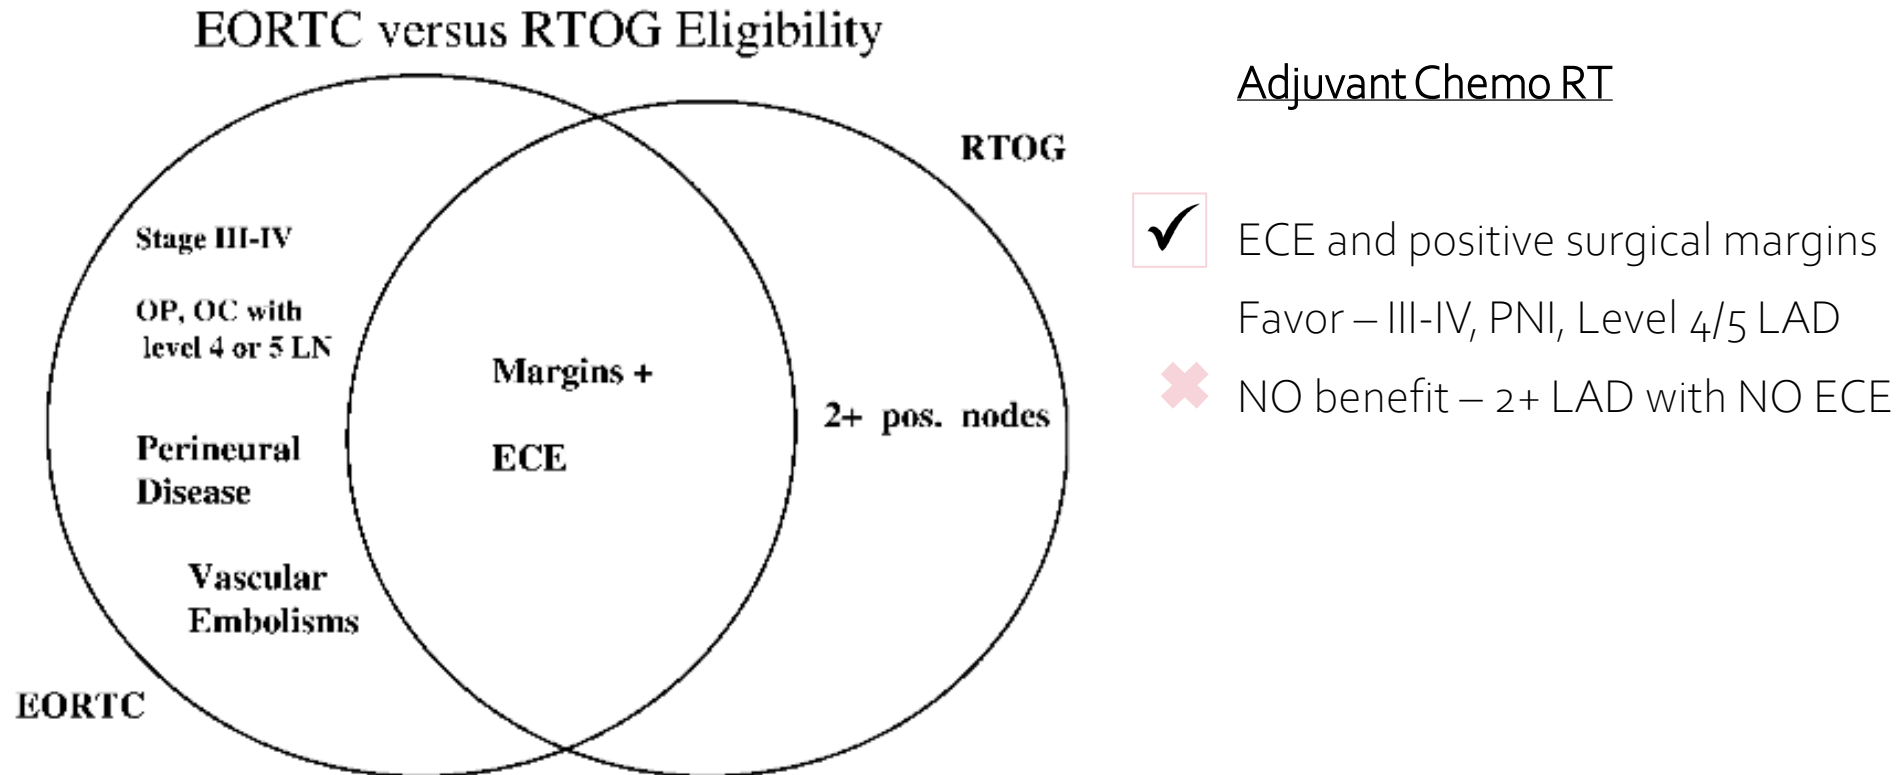 EORTC versus RTOG Eligibility
RTOG
Stage III-IV
OP, OC with
level 4 or 5 LN
Perineural
Disease
Vascular
Embolisms
EORTC
Margins +
ECE
2+ pos. nodes
Adjuvant Chemo RT
ECE and positive surgical margins
Favor – III-IV, PNI, Level 4/5 LAD
NO benefit – 2+ LAD with NO ECE